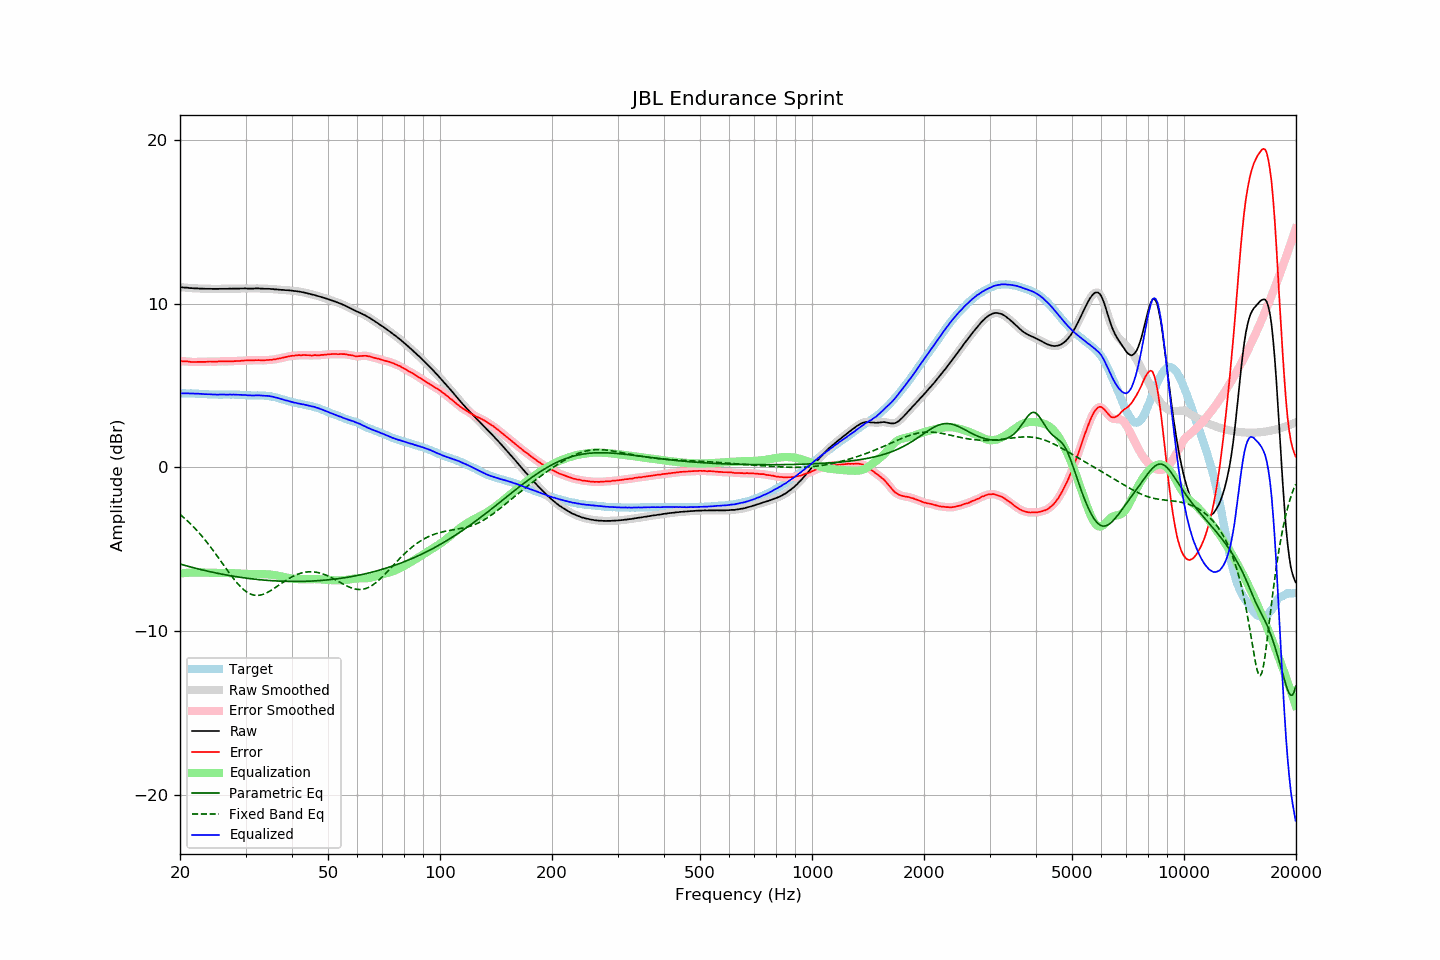 JBL Endurance Sprint
Amplitude (dBr)
20
10
0
−10
−20
Target
Raw Smoothed
Error Smoothed
Raw
Error
Equalization
Parametric Eq
Fixed Band Eq
Equalized
20 50 100 200 500 1000 2000 5000 10000 20000
Frequency (Hz)